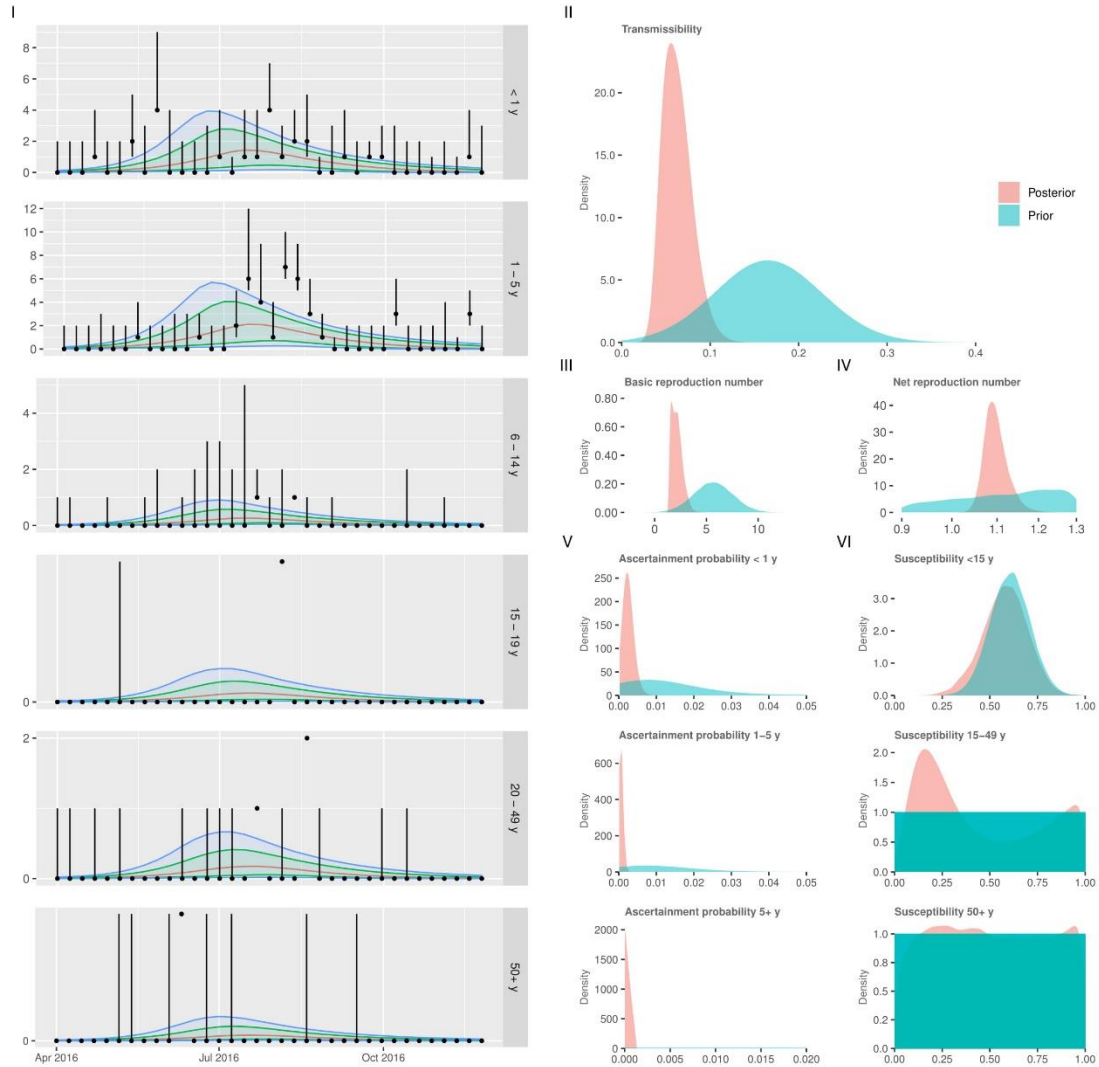 I
8
6
4
2
0
< 1 y
12
10
8
6
4
2
0
1 – 5 y
4
2
0
6 – 14 y
0
15 – 19 y
2
0
20 – 49 y
0
50+ y
Apr 2016 Jul 2016 Oct 2016
II
Transmissibility
20.0
15.0
10.0
5.0
0.0
Density
0.0 0.1 0.2 0.3 0.4
Posterior
Prior
III
Basic reproduction number
0.80
0.60
0.40
0.20
0.00
Density
0 5 10
IV
Net reproduction number
40
30
20
10
0
Density
0.9 1.0 1.1 1.2 1.3
V
Ascertainment probability < 1 y
250
200
150
100
50
0.0
Density
0.00 0.01 0.02 0.03 0.04 0.05
VI
Susceptibility <15 y
3.0
2.0
1.0
0.0
Density
0.00 0.25 0.50 0.75 1.00
Ascertainment probability 1–5 y
600
400
200
0
Density
0.00 0.01 0.02 0.03 0.04 0.05
Susceptibility 15–49 y
2.0
1.5
1.0
0.5
0.0
Density
0.00 0.25 0.50 0.75 1.00
Ascertainment probability 5+ y
2000
1500
1000
500
0
Density
0.000 0.005 0.010 0.015 0.020
Susceptibility 50+ y
1.0
0.8
0.5
0.2
0.0
Density
0.00 0.25 0.50 0.75 1.00